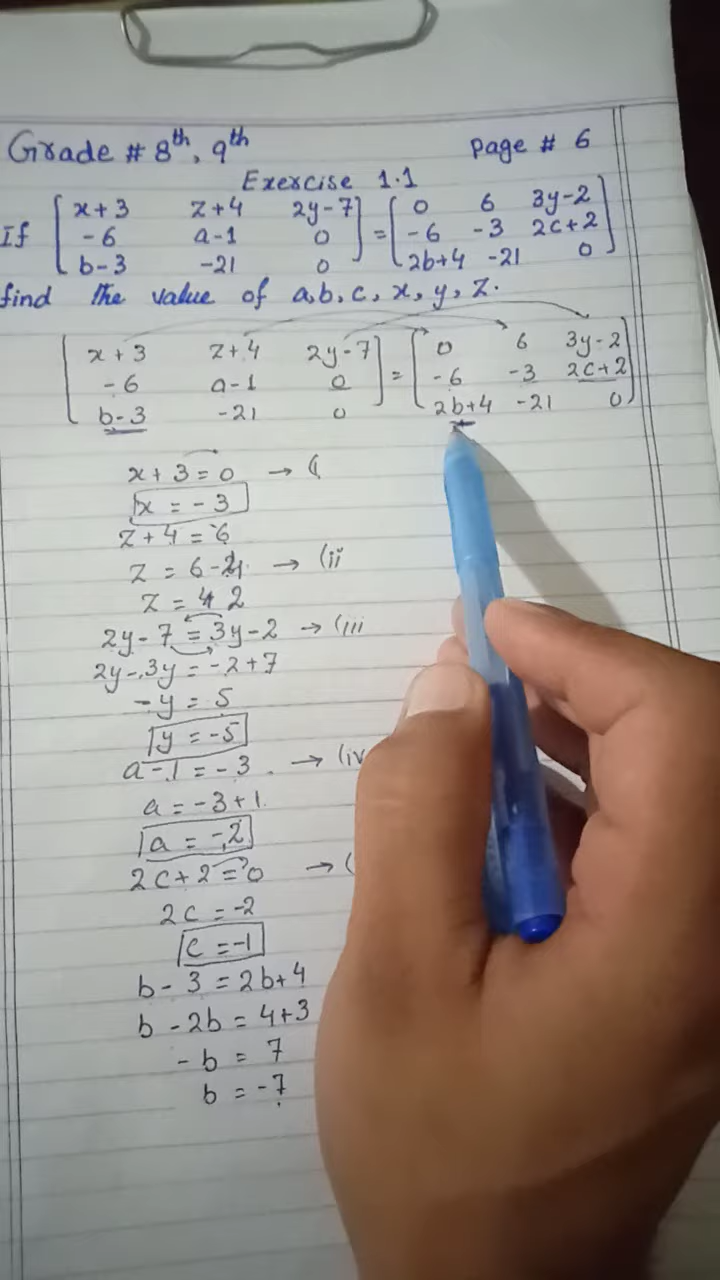 Grade # 8th, 9th page # 6
Exercise 1.1
If [x+3 z+4 2y-7] = [0 6 3y-2]
[-6 a-1 0] [-6 -3 2c+2]
[b-3 -21 0] [2b+4 -21 0]
find the value of a,b,c,x,y,z.
[x+3 z+4 2y-7] = [0 6 3y-2]
[-6 a-1 0] [-6 -3 2c+2]
[b-3 -21 0] [2b+4 -21 0]
x+3=0 → (i
x = -3
z+4 = 6
z = 6-4 → (ii
z = 2
2y-7 = 3y-2 → (iii
2y-3y = -2+7
-y = 5
y = -5
a-1 = -3 → (iv
a = -3+1
a = -2
2c+2=0 → (
2c = -2
c = -1
b-3 = 2b+4
b-2b = 4+3
-b = 7
b = -7